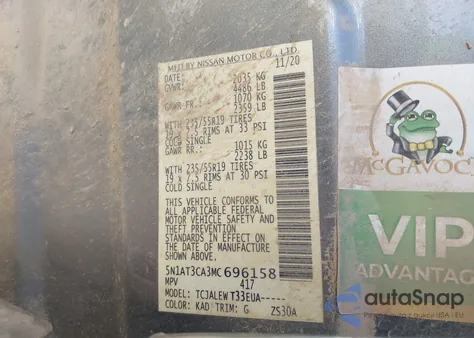 MFD BY NISSAN MOTOR CO., LTD.
DATE: 11/20
GVWR: 2035 KG
4486 LB
GAWR FR.: 1070 KG
2359 LB
WITH 235/55R19 TIRES
19 x 7.5 RIMS AT 33 PSI
COLD SINGLE
GAWR RR.: 1015 KG
2238 LB
WITH 235/55R19 TIRES
19 x 7.5 RIMS AT 30 PSI
COLD SINGLE
THIS VEHICLE CONFORMS TO
ALL APPLICABLE FEDERAL
MOTOR VEHICLE SAFETY AND
THEFT PREVENTION
STANDARDS IN EFFECT ON
THE DATE OF MANUFACTURE
SHOWN ABOVE.
5N1AT3CA3MC696158
MPV 417
MODEL: TCJALEWT33EUA-----
COLOR: KAD TRIM: G ZS30A
McGAVOC
VIP
ADVANTAG
autoSnap